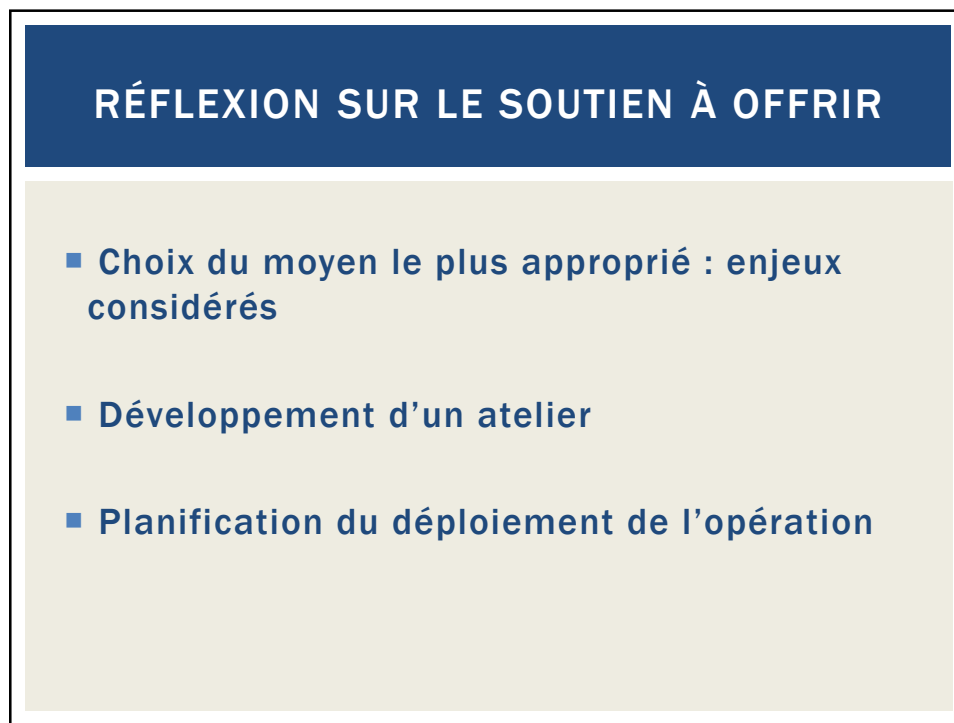 RÉFLEXION SUR LE SOUTIEN À OFFRIR
▪ Choix du moyen le plus approprié : enjeux
considérés
▪ Développement d’un atelier
▪ Planification du déploiement de l’opération